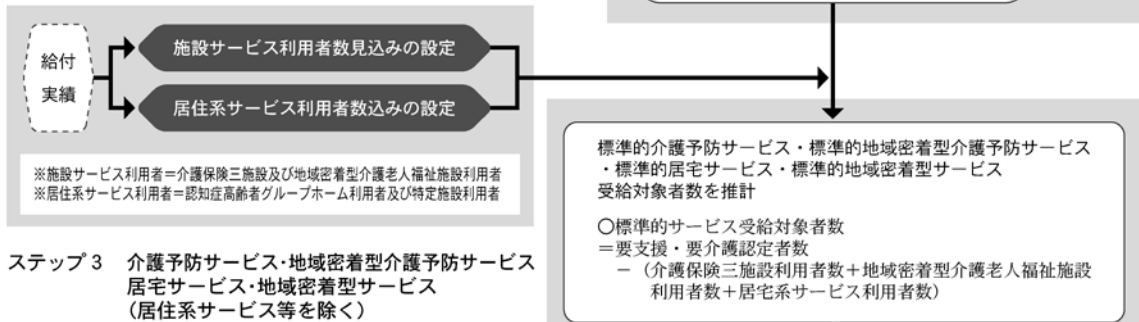 給付
実績
施設サービス利用者数見込みの設定
居住系サービス利用者数込みの設定
※施設サービス利用者=介護保険三施設及び地域密着型介護老人福祉施設利用者
※居住系サービス利用者=認知症高齢者グループホーム利用者及び特定施設利用者
ステップ3 介護予防サービス・地域密着型介護予防サービス
居宅サービス・地域密着型サービス
(居住系サービス等を除く)
標準的介護予防サービス・標準的地域密着型介護予防サービス
・標準的居宅サービス・標準的地域密着型サービス
受給対象者数を推計
○標準的サービス受給対象者数
=要支援・要介護認定者数
-(介護保険三施設利用者数+地域密着型介護老人福祉施設
利用者数+居宅系サービス利用者数)